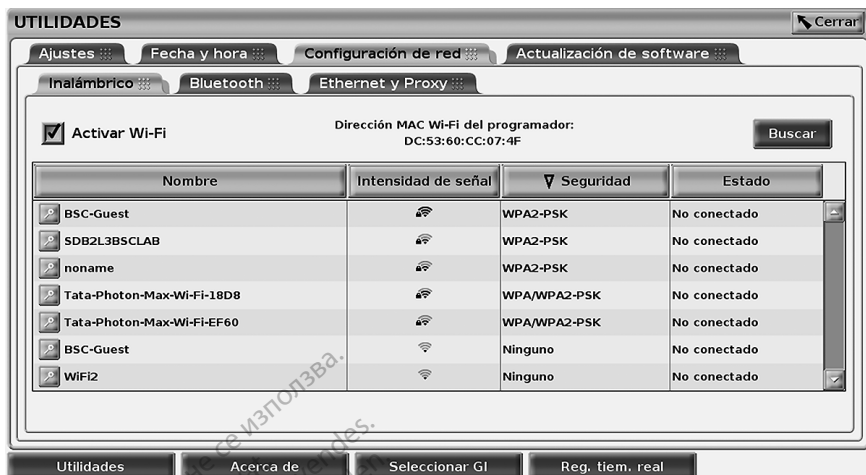 UTILIDADES
Cerrar
Ajustes Fecha y hora Configuración de red Actualización de software
Inalámbrico Bluetooth Ethernet y Proxy
Activar Wi-Fi
Dirección MAC Wi-Fi del programador:
DC:53:60:CC:07:4F
Buscar
Nombre Intensidad de señal Seguridad Estado
BSC-Guest WPA2-PSK No conectado
SDB2L3BSCLAB WPA2-PSK No conectado
noname WPA2-PSK No conectado
Tata-Photon-Max-Wi-Fi-18D8 WPA/WPA2-PSK No conectado
Tata-Photon-Max-Wi-Fi-EF60 WPA/WPA2-PSK No conectado
BSC-Guest Ninguno No conectado
WiFi2 Ninguno No conectado
не се използва.
Utilidades Acerca de Seleccionar GI Reg. tiem. real